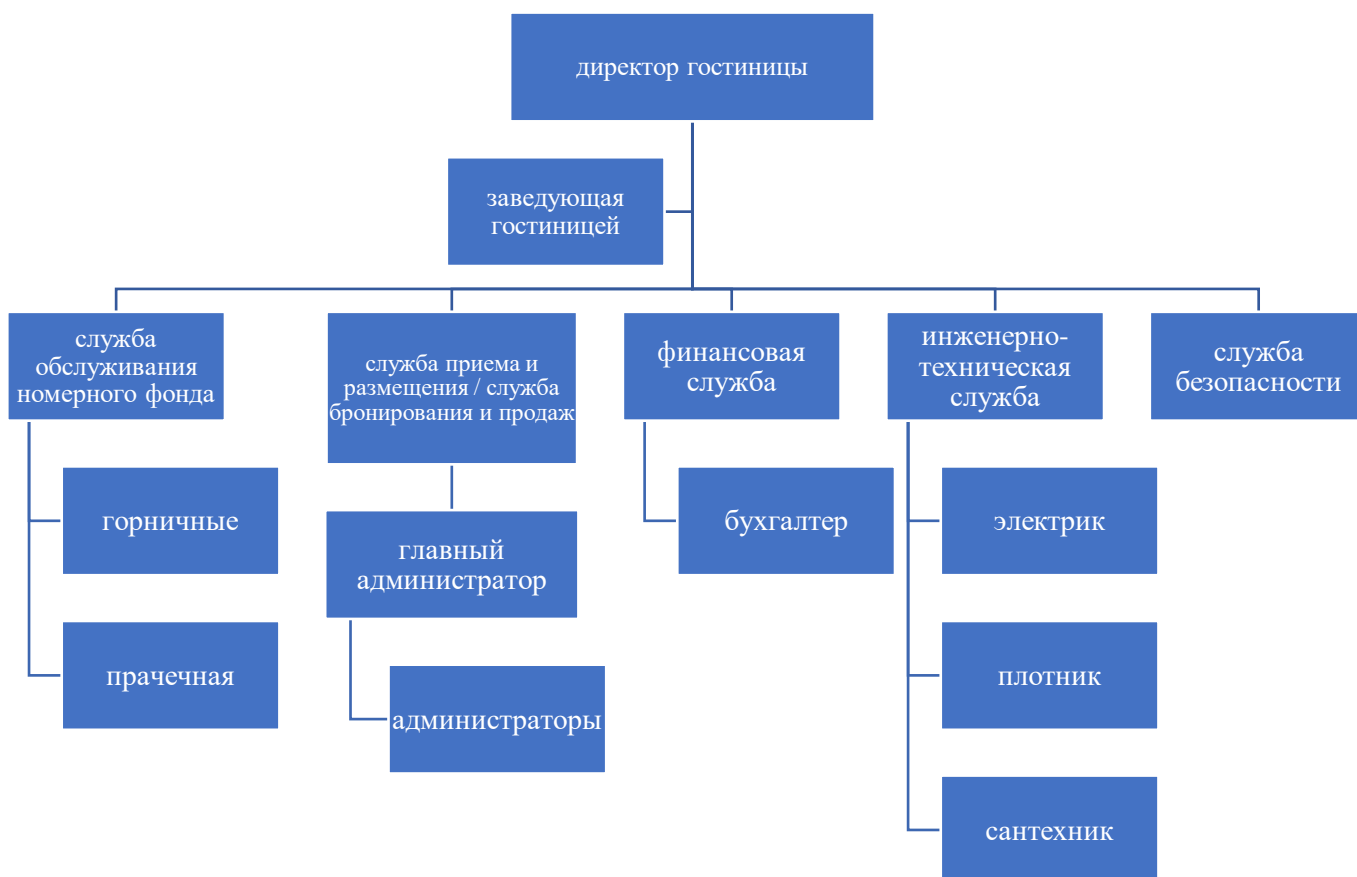 директор гостиницы
заведующая
гостиницей
служба
обслуживания
номерного фонда
служба приема и
размещения / служба
бронирования и продаж
финансовая
служба
инженерно-
техническая
служба
служба
безопасности
горничные
прачечная
главный
администратор
администраторы
бухгалтер
электрик
плотник
сантехник